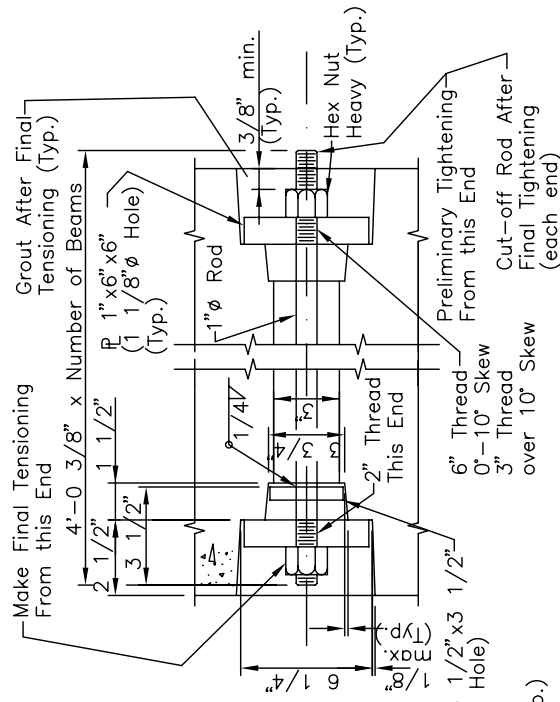 Make Final Tensioning
From this End
Grout After Final
Tensioning (Typ.)
4'-0 3/8" x Number of Beams
2 1/2"
1 1/2"
3 1/2"
℄ 1"x6"x6"
(1 1/8"ø Hole)
(Typ.)
3/8" min.
(Typ.)
1"ø Rod
Hex Nut
Heavy (Typ.)
1/4
3"
3 3/4"
6 1/4"
1/8"
max.
(Typ.)
2" Thread
This End
1/2"x3 1/2"
Hole)
p.)
6" Thread
0°-10° Skew
3" Thread
over 10° Skew
Preliminary Tightening
From this End
Cut-off Rod After
Final Tightening
(each end)